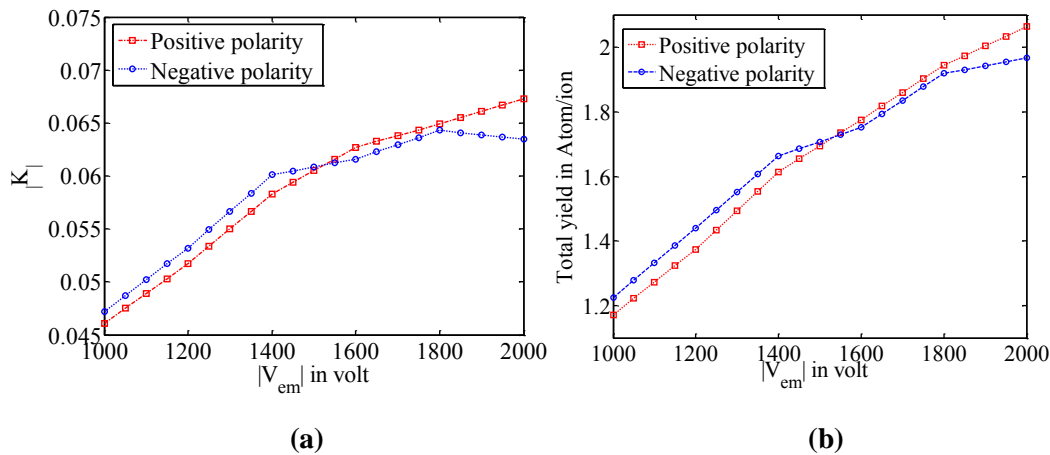 0.075
0.07
0.065
0.06
0.055
0.05
0.045
|K|
Positive polarity
Negative polarity
1000 1200 1400 1600 1800 2000
|V_em| in volt
(a)
2
1.8
1.6
1.4
1.2
Total yield in Atom/ion
Positive polarity
Negative polarity
1000 1200 1400 1600 1800 2000
|V_em| in volt
(b)